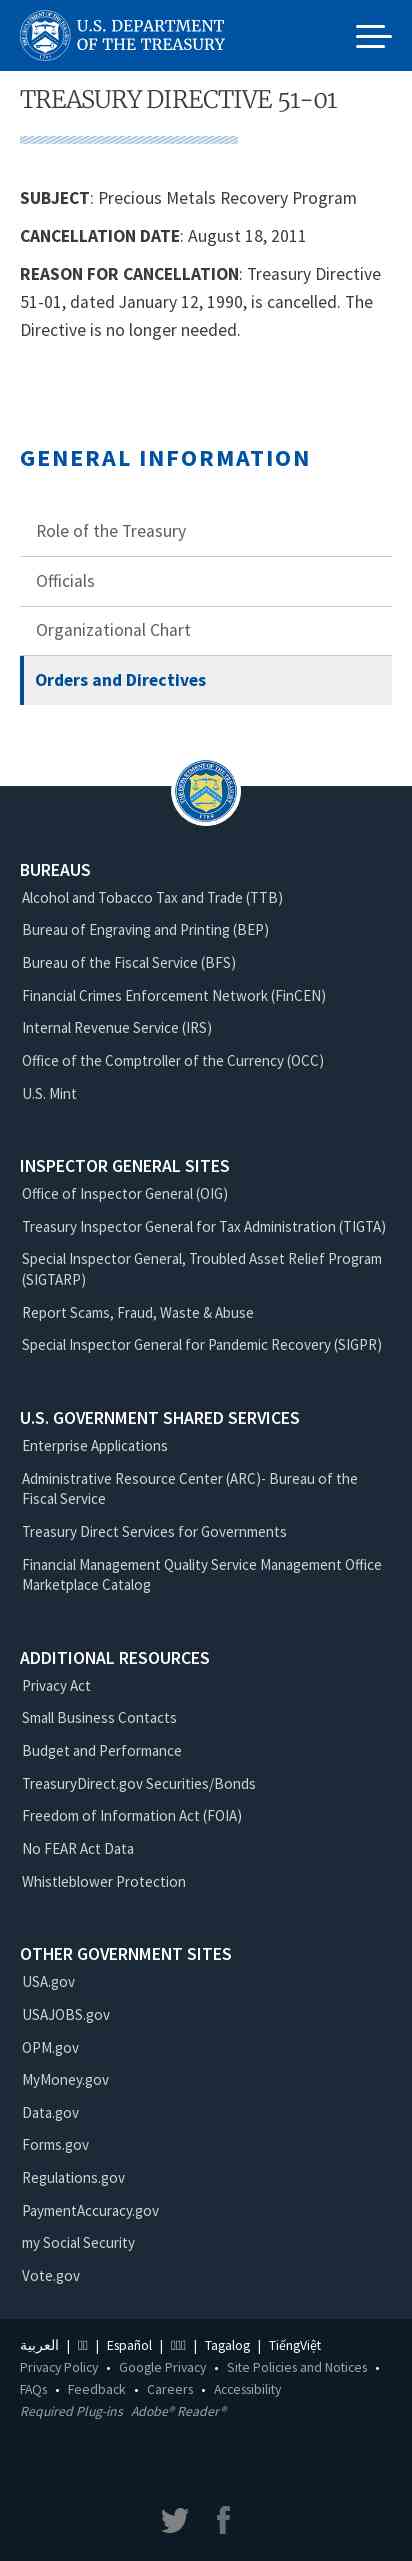 U.S. DEPARTMENT
OF THE TREASURY
TREASURY DIRECTIVE 51-01
SUBJECT: Precious Metals Recovery Program
CANCELLATION DATE: August 18, 2011
REASON FOR CANCELLATION: Treasury Directive
51-01, dated January 12, 1990, is cancelled. The
Directive is no longer needed.
GENERAL INFORMATION
Role of the Treasury
Officials
Organizational Chart
Orders and Directives
THE DEPARTMENT OF THE TREASURY
1789
BUREAUS
Alcohol and Tobacco Tax and Trade (TTB)
Bureau of Engraving and Printing (BEP)
Bureau of the Fiscal Service (BFS)
Financial Crimes Enforcement Network (FinCEN)
Internal Revenue Service (IRS)
Office of the Comptroller of the Currency (OCC)
U.S. Mint
INSPECTOR GENERAL SITES
Office of Inspector General (OIG)
Treasury Inspector General for Tax Administration (TIGTA)
Special Inspector General, Troubled Asset Relief Program
(SIGTARP)
Report Scams, Fraud, Waste & Abuse
Special Inspector General for Pandemic Recovery (SIGPR)
U.S. GOVERNMENT SHARED SERVICES
Enterprise Applications
Administrative Resource Center (ARC)- Bureau of the
Fiscal Service
Treasury Direct Services for Governments
Financial Management Quality Service Management Office
Marketplace Catalog
ADDITIONAL RESOURCES
Privacy Act
Small Business Contacts
Budget and Performance
TreasuryDirect.gov Securities/Bonds
Freedom of Information Act (FOIA)
No FEAR Act Data
Whistleblower Protection
OTHER GOVERNMENT SITES
USA.gov
USAJOBS.gov
OPM.gov
MyMoney.gov
Data.gov
Forms.gov
Regulations.gov
PaymentAccuracy.gov
my Social Security
Vote.gov
العربية | | Español | | Tagalog | TiếngViệt
Privacy Policy • Google Privacy • Site Policies and Notices •
FAQs • Feedback • Careers • Accessibility
Required Plug-ins Adobe® Reader®